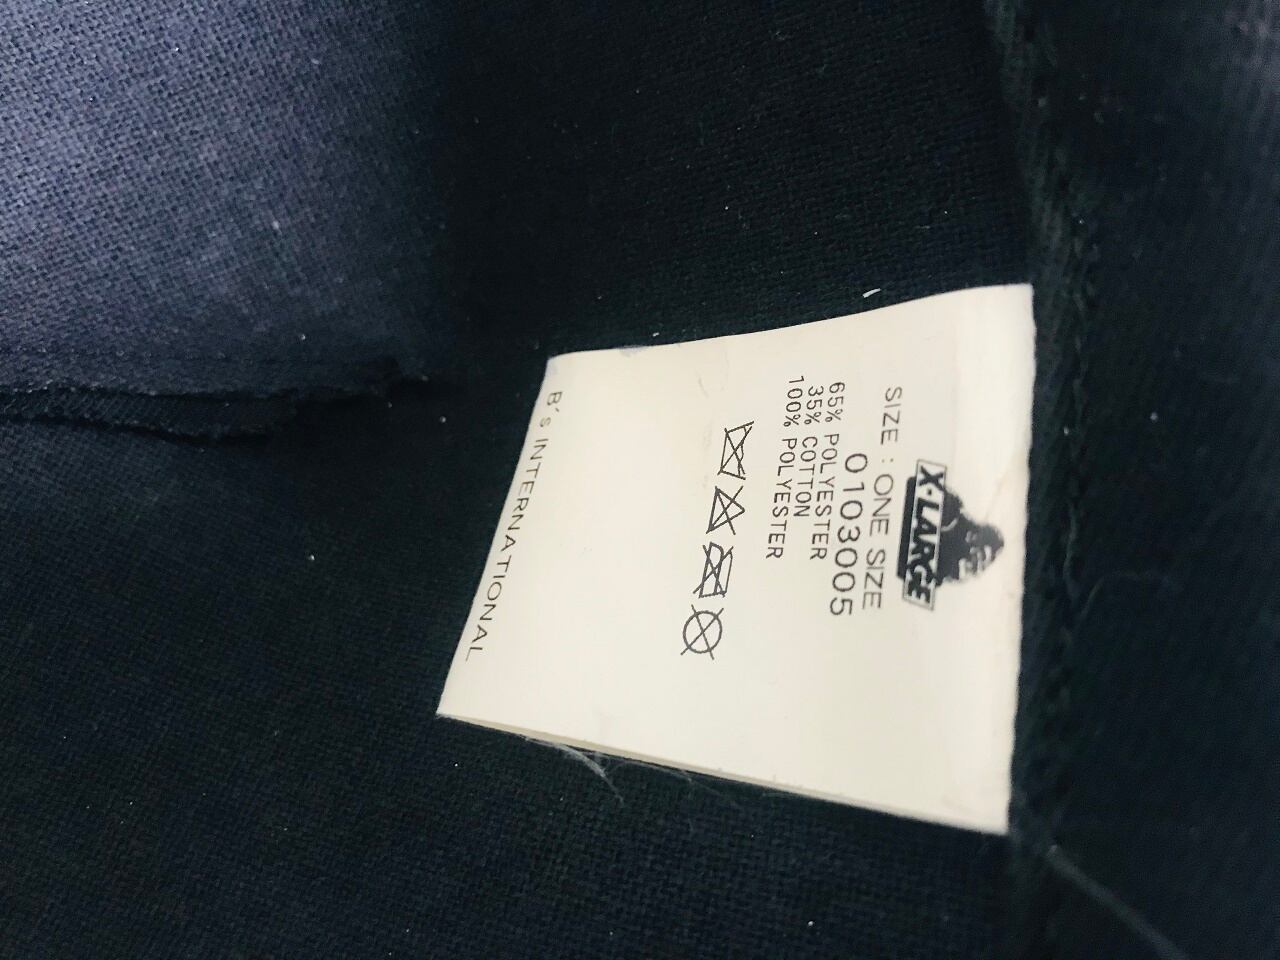 X-LARGE
SIZE : ONE SIZE
0103005
65% POLYESTER
35% COTTON
100% POLYESTER
B's INTERNATIONAL